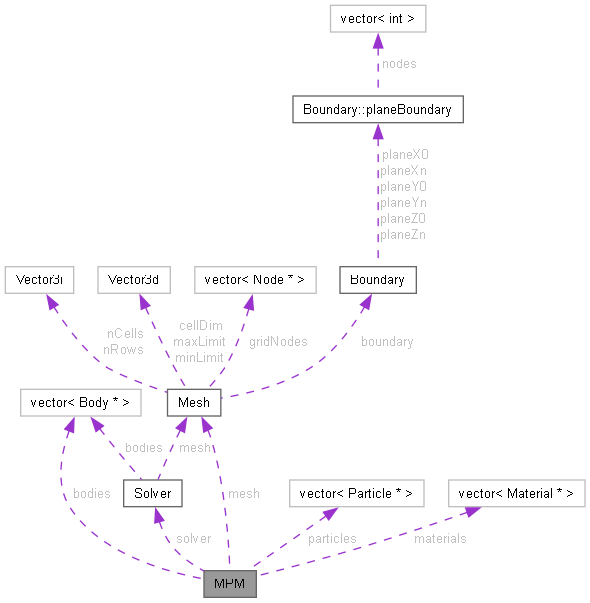 vector< int >
nodes
Boundary::planeBoundary
planeX0
planeXn
planeY0
planeYn
planeZ0
planeZn
Vector3i
Vector3d
vector< Node * >
Boundary
nCells
nRows
cellDim
maxLimit
minLimit
gridNodes
boundary
vector< Body * >
Mesh
bodies
mesh
bodies
Solver
mesh
vector< Particle * >
vector< Material * >
solver
particles
materials
MPM